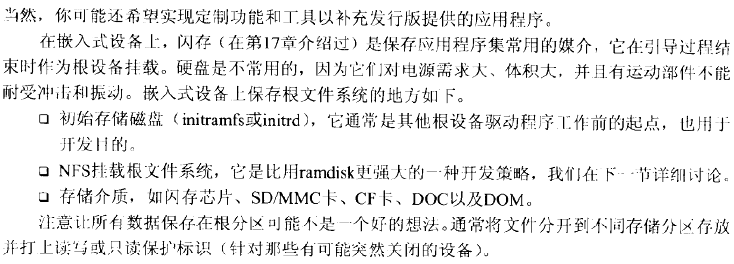 当然，你可能还希望实现定制功能和工具以补充发行版提供的应用程序。
在嵌入式设备上，闪存（在第17章介绍过）是保存应用程序集常用的媒介，它在引导过程结
束时作为根设备挂载。硬盘是不常用的，因为它们对电源需求大、体积大，并且有运动部件不能
耐受冲击和振动。嵌入式设备上保存根文件系统的地方如下。
❏ 初始存储磁盘（initramfs或initrd），它通常是其他根设备驱动程序工作前的起点，也用于
开发目的。
❏ NFS挂载根文件系统，它是比用ramdisk更强大的一种开发策略，我们在下一节详细讨论。
❏ 存储介质，如闪存芯片、SD/MMC卡、CF卡、DOC以及DOM。
注意让所有数据保存在根分区可能不是一个好的想法。通常将文件分开到不同存储分区存放
并打上读写或只读保护标识（针对那些有可能突然关闭的设备）。